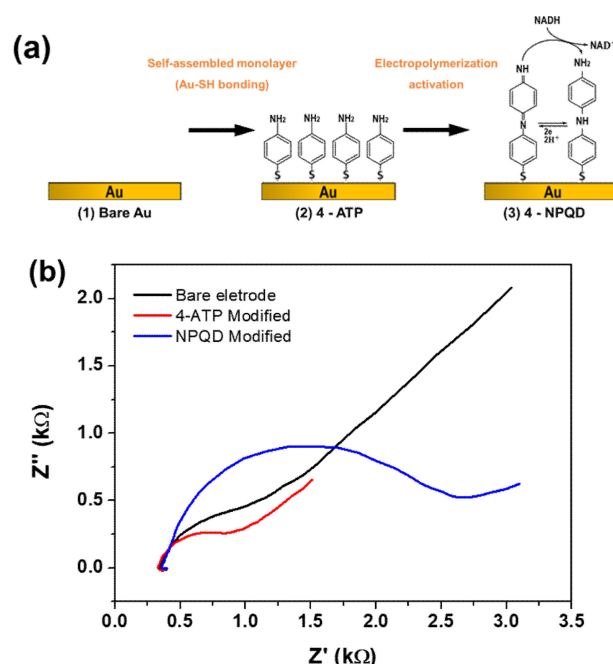 (a)
Self-assembled monolayer
(Au-SH bonding)
Electropolymerization
activation
NADH
NAD⁺
NH
NH₂
NH₂ NH₂ NH₂ NH₂
N
NH
2e
2H⁺
S S S S
S S
Au
Au
Au
(1) Bare Au
(2) 4 - ATP
(3) 4 - NPQD
(b)
Bare eletrode
4-ATP Modified
NPQD Modified
Z'' (kΩ)
2.0
1.5
1.0
0.5
0.0
0.0 0.5 1.0 1.5 2.0 2.5 3.0 3.5
Z' (kΩ)